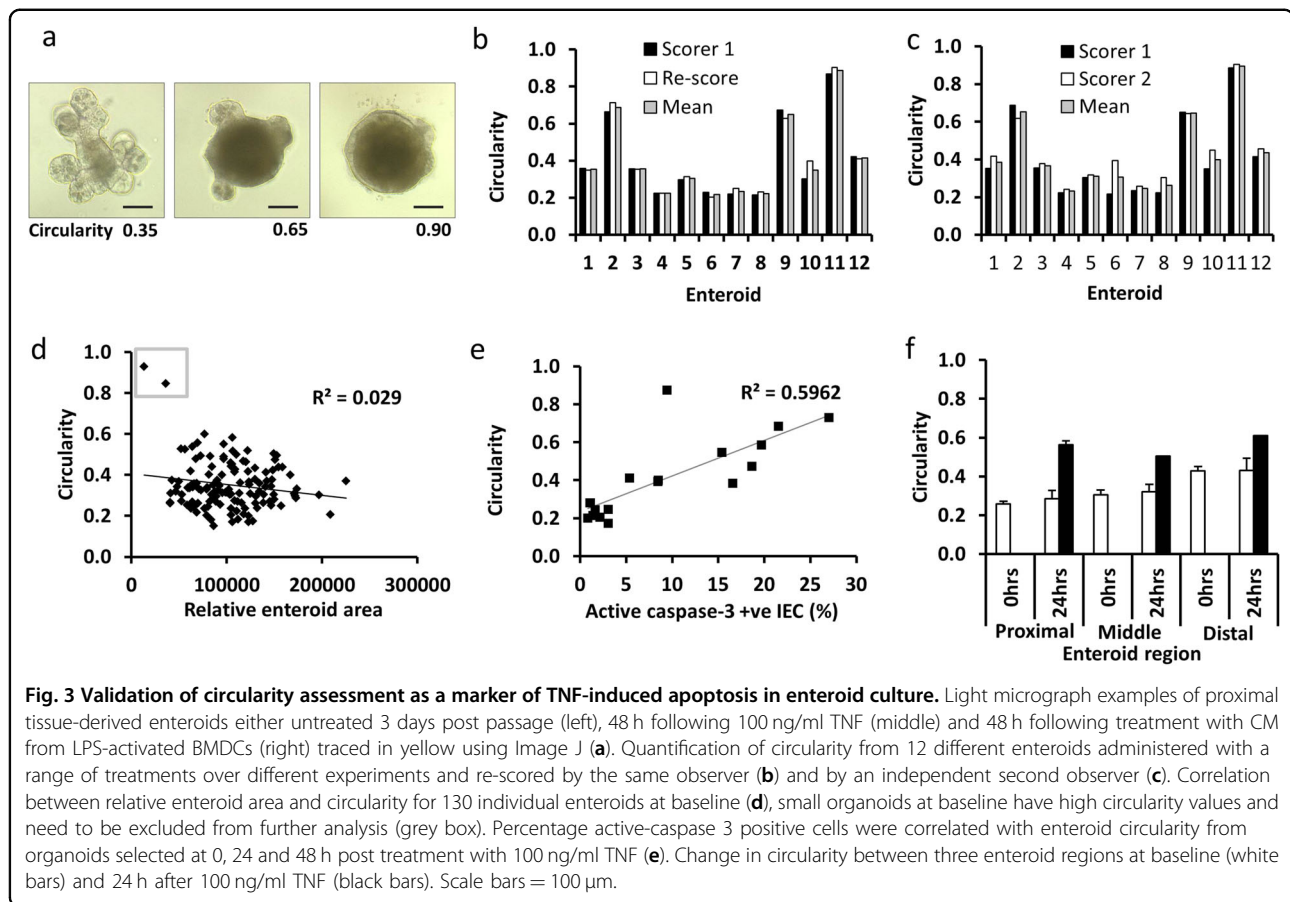 a
Circularity 0.35
0.65
0.90
b
Circularity
1.0
0.8
0.6
0.4
0.2
0.0
Scorer 1
Re-score
Mean
1 2 3 4 5 6 7 8 9 10 11 12
Enteroid
c
Circularity
1.0
0.8
0.6
0.4
0.2
0.0
Scorer 1
Scorer 2
Mean
1 2 3 4 5 6 7 8 9 10 11 12
Enteroid
d
Circularity
1.0
0.8
0.6
0.4
0.2
0.0
R² = 0.029
0 100000 200000 300000
Relative enteroid area
e
Circularity
1.0
0.8
0.6
0.4
0.2
0.0
R² = 0.5962
0 5 10 15 20 25 30
Active caspase-3 +ve IEC (%)
f
Circularity
1.0
0.8
0.6
0.4
0.2
0.0
0hrs 24hrs 0hrs 24hrs 0hrs 24hrs
Proximal Middle Distal
Enteroid region
Fig. 3 Validation of circularity assessment as a marker of TNF-induced apoptosis in enteroid culture. Light micrograph examples of proximal
tissue-derived enteroids either untreated 3 days post passage (left), 48 h following 100 ng/ml TNF (middle) and 48 h following treatment with CM
from LPS-activated BMDCs (right) traced in yellow using Image J (a). Quantification of circularity from 12 different enteroids administered with a
range of treatments over different experiments and re-scored by the same observer (b) and by an independent second observer (c). Correlation
between relative enteroid area and circularity for 130 individual enteroids at baseline (d), small organoids at baseline have high circularity values and
need to be excluded from further analysis (grey box). Percentage active-caspase 3 positive cells were correlated with enteroid circularity from
organoids selected at 0, 24 and 48 h post treatment with 100 ng/ml TNF (e). Change in circularity between three enteroid regions at baseline (white
bars) and 24 h after 100 ng/ml TNF (black bars). Scale bars = 100 μm.